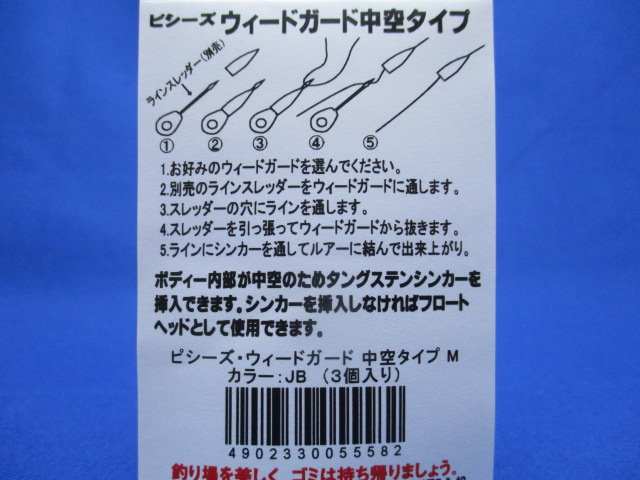 ピシーズ ウィードガード中空タイプ
ラインスレッダー(別売)
① ② ③ ④ ⑤
1.お好みのウィードガードを選んでください。
2.別売のラインスレッダーをウィードガードに通します。
3.スレッダーの穴にラインを通します。
4.スレッダーを引っ張ってウィードガードから抜きます。
5.ラインにシンカーを通してルアーに結んで出来上がり。
ボディー内部が中空のためタングステンシンカーを
挿入できます。シンカーを挿入しなければフロート
ヘッドとして使用できます。
ピシーズ・ウィードガード 中空タイプ M
カラー:JB (3個入り)
4902330055582
釣り場を美しく ゴミは持ち帰りましょう。